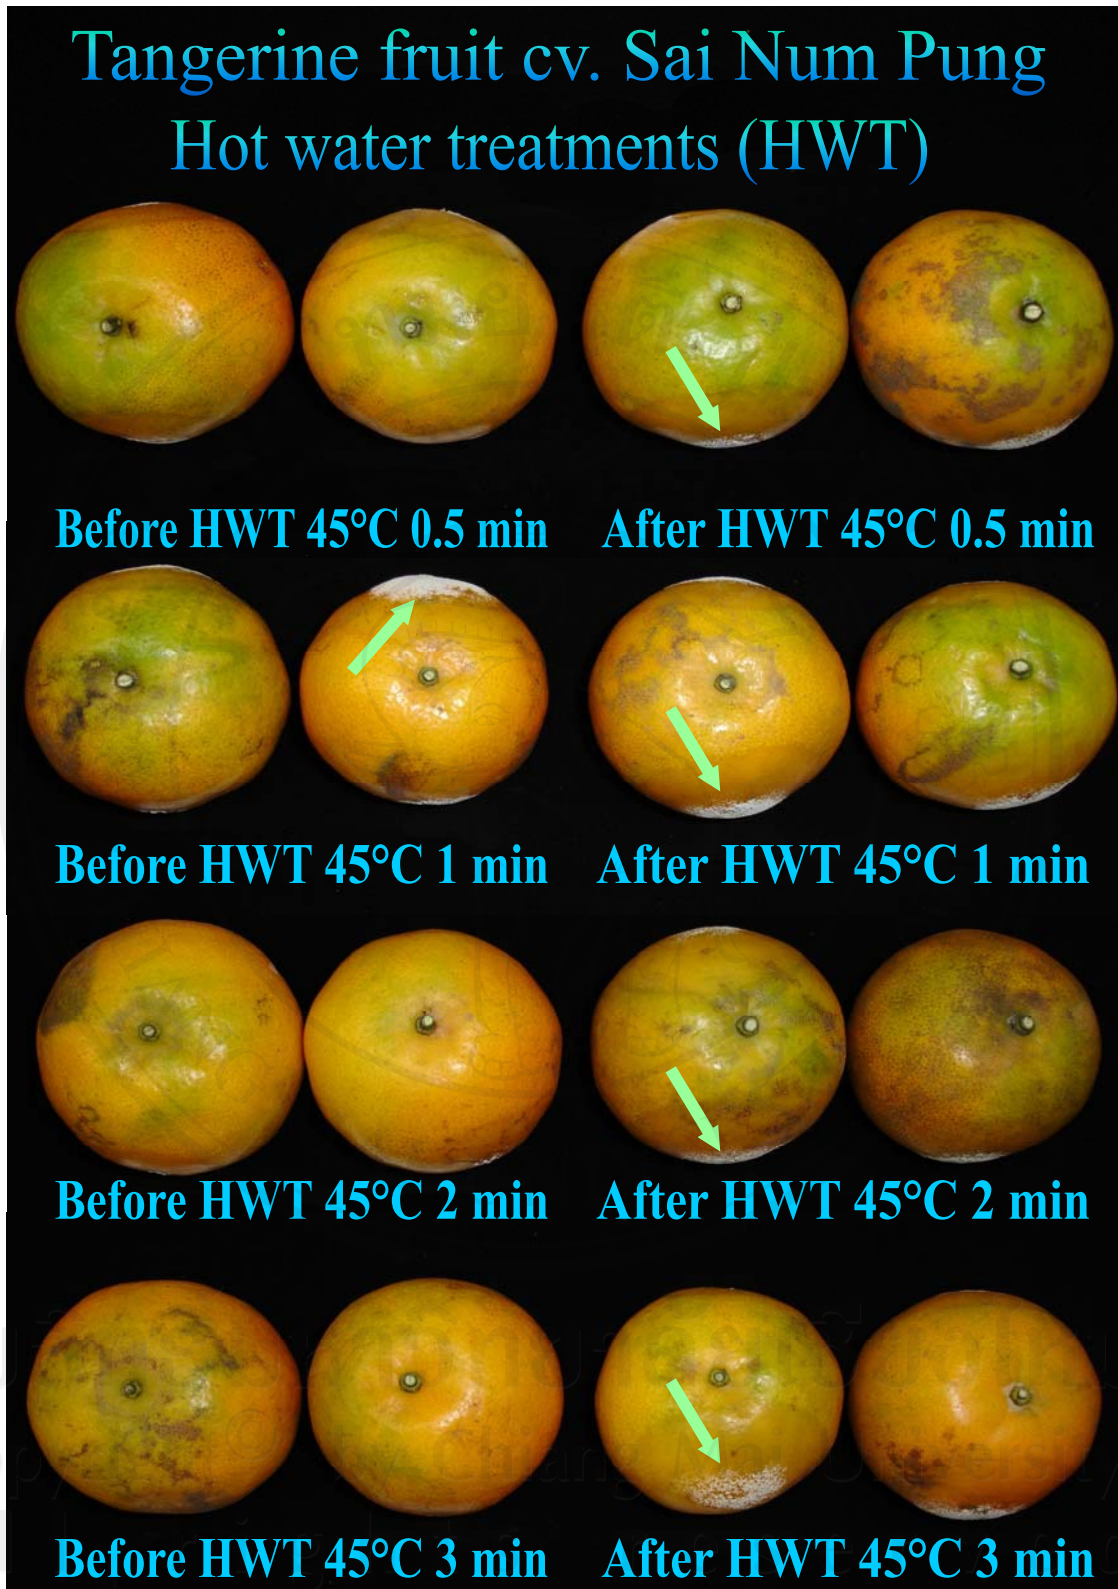 Tangerine fruit cv. Sai Num Pung
Hot water treatments (HWT)
Before HWT 45°C 0.5 min After HWT 45°C 0.5 min
Before HWT 45°C 1 min After HWT 45°C 1 min
Before HWT 45°C 2 min After HWT 45°C 2 min
Before HWT 45°C 3 min After HWT 45°C 3 min